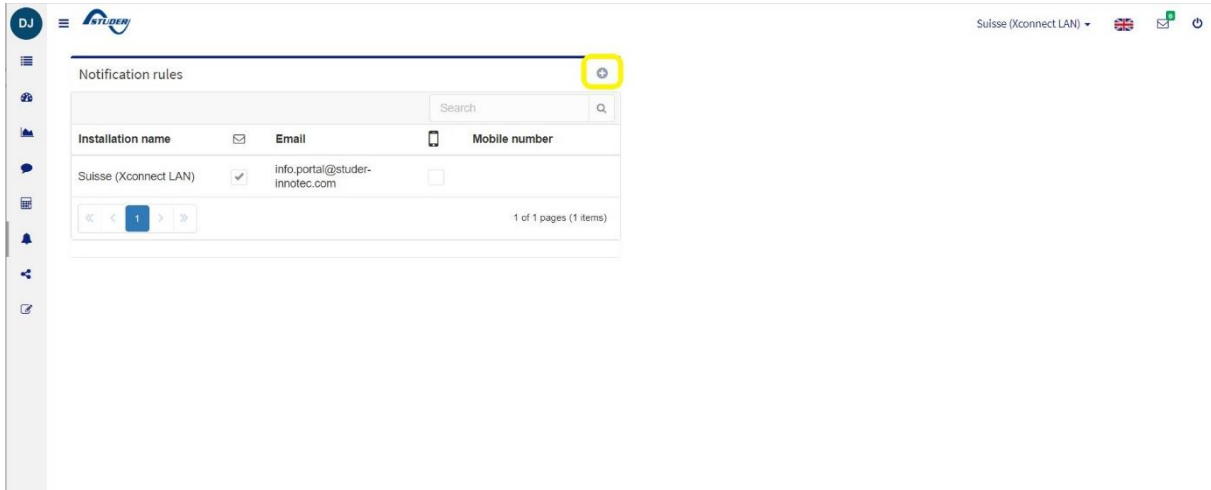 DJ
STUDER
Suisse (Xconnect LAN)
Notification rules
Search
Installation name
Email
Mobile number
Suisse (Xconnect LAN)
info.portal@studer-
innotec.com
« < 1 > »
1 of 1 pages (1 items)